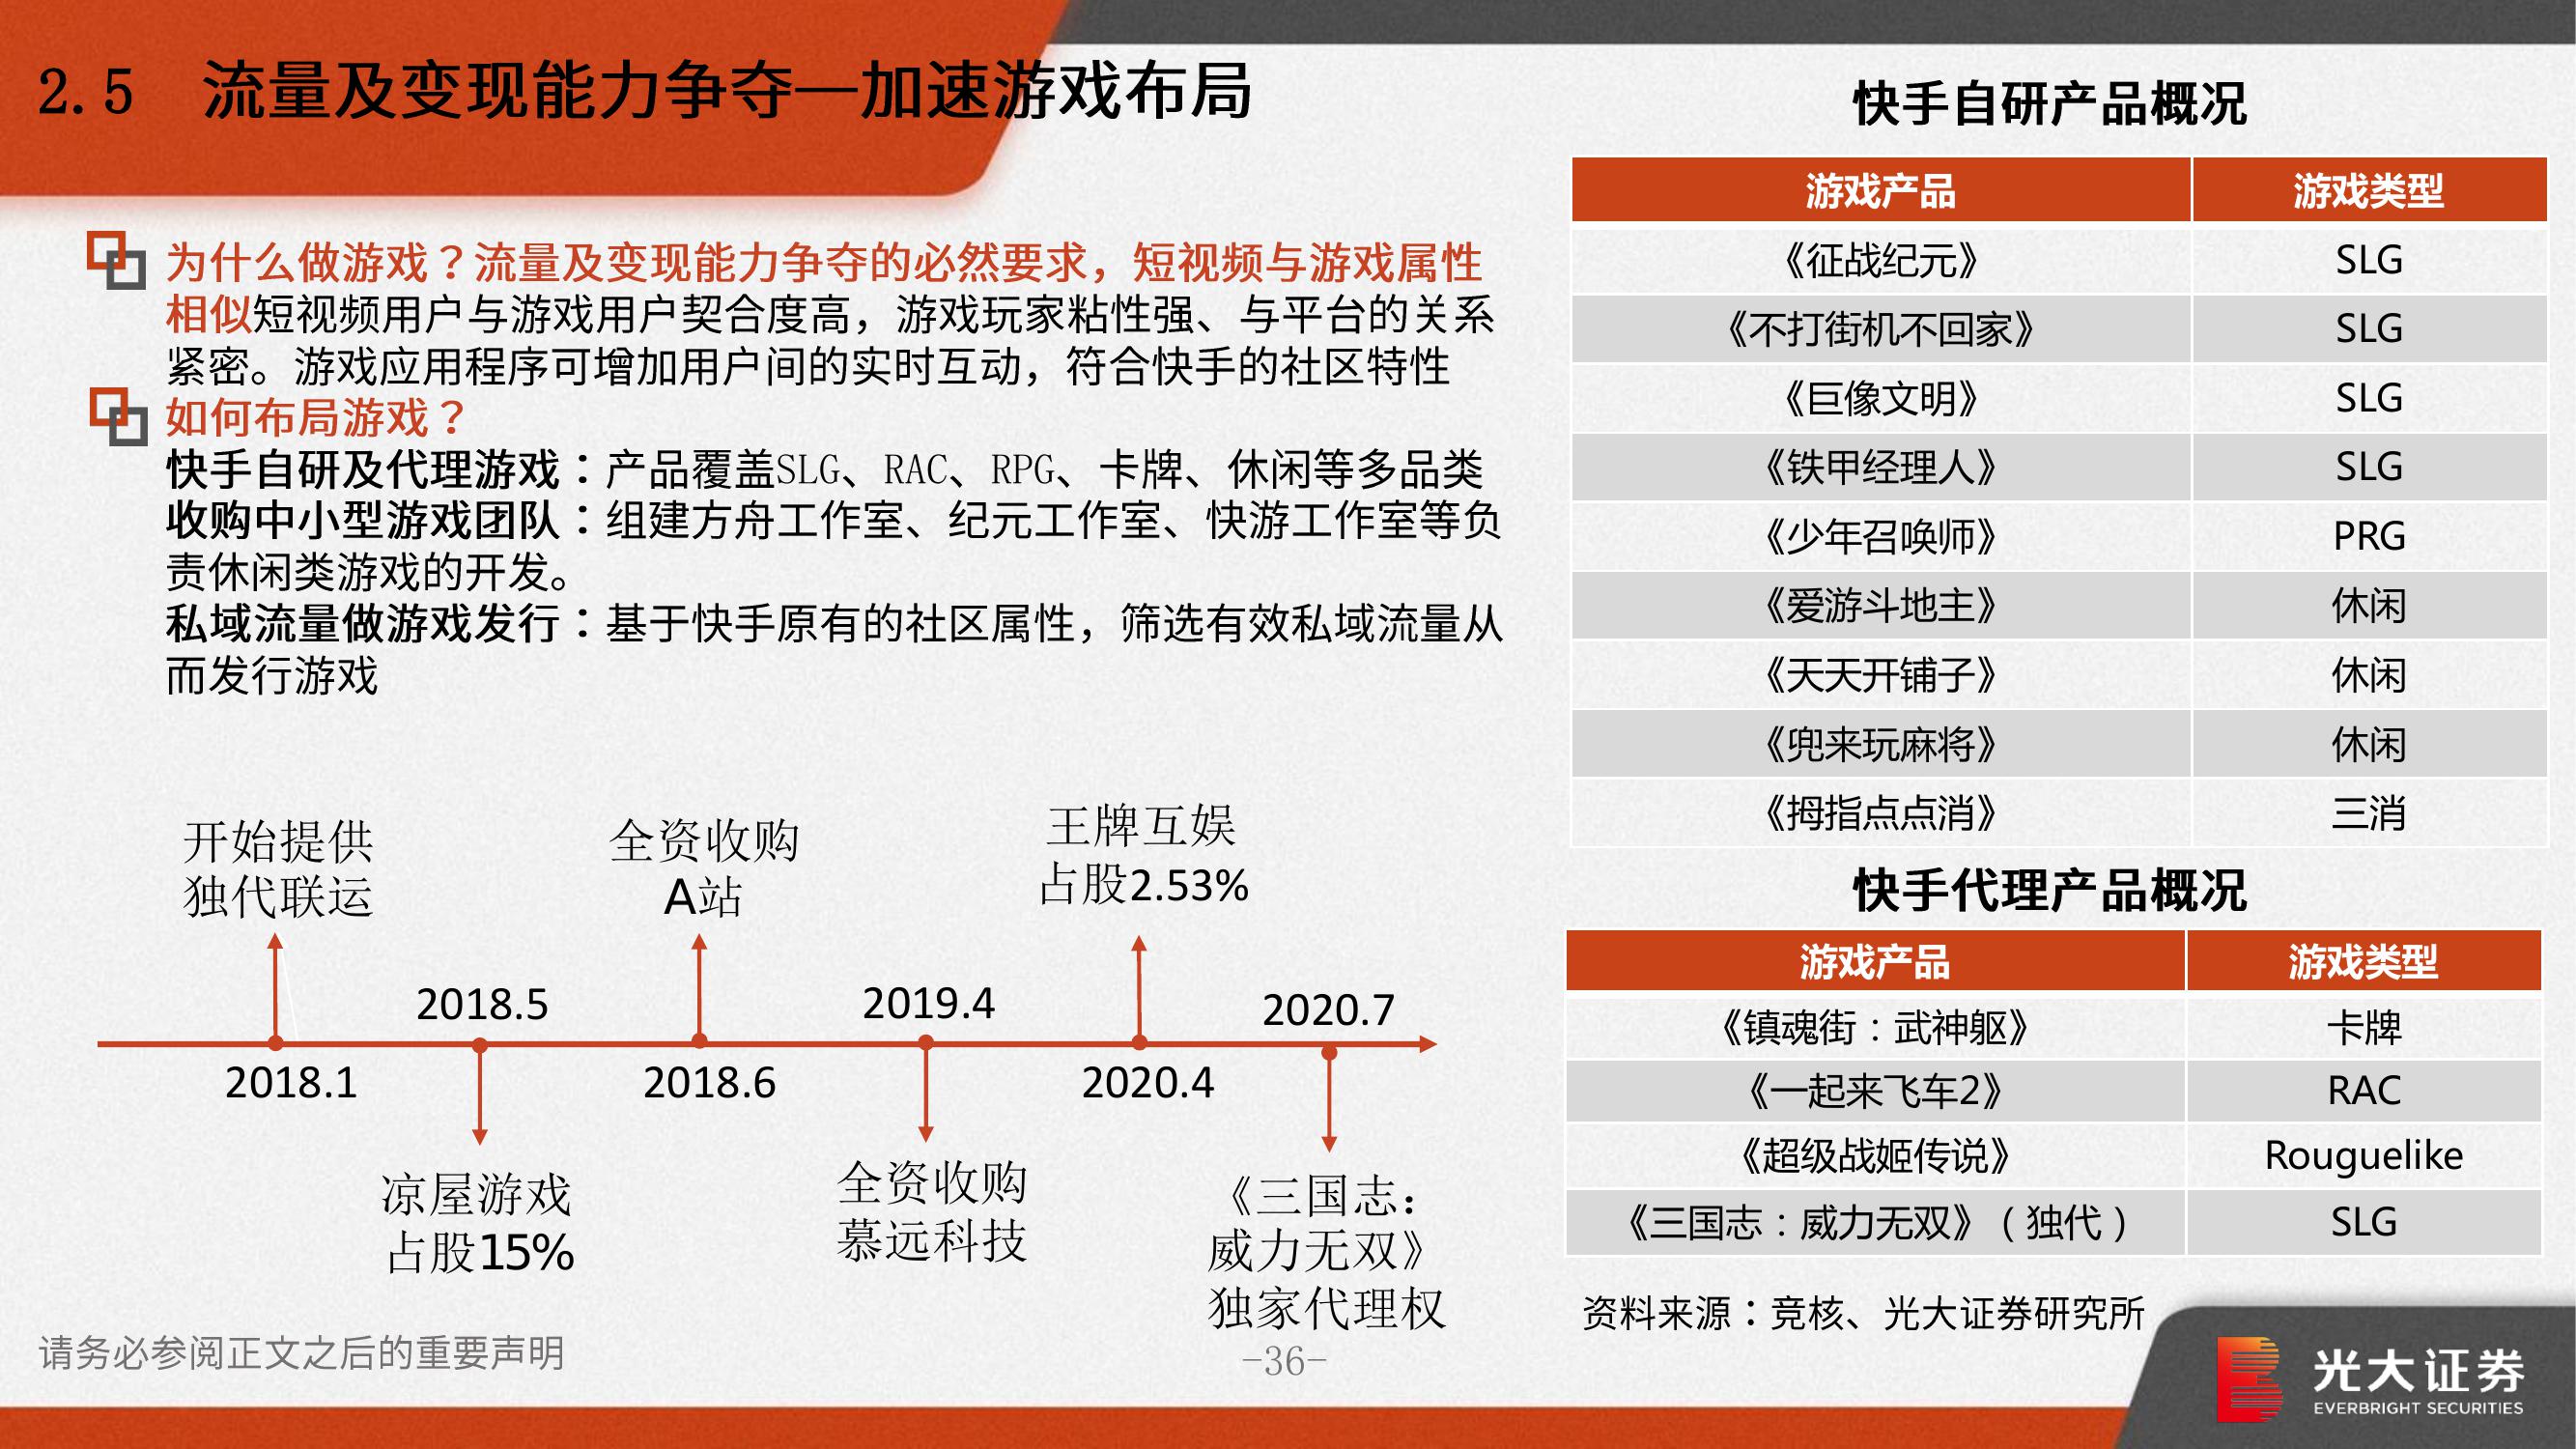 2.5 流量及变现能力争夺—加速游戏布局
为什么做游戏？流量及变现能力争夺的必然要求，短视频与游戏属性
相似短视频用户与游戏用户契合度高，游戏玩家粘性强、与平台的关系
紧密。游戏应用程序可增加用户间的实时互动，符合快手的社区特性
如何布局游戏？
快手自研及代理游戏：产品覆盖SLG、RAC、RPG、卡牌、休闲等多品类
收购中小型游戏团队：组建方舟工作室、纪元工作室、快游工作室等负
责休闲类游戏的开发。
私域流量做游戏发行：基于快手原有的社区属性，筛选有效私域流量从
而发行游戏
开始提供
独代联运
2018.1
2018.5
凉屋游戏
占股15%
全资收购
A站
2018.6
2019.4
全资收购
慕远科技
王牌互娱
占股2.53%
2020.4
2020.7
《三国志：
威力无双》
独家代理权
快手自研产品概况
游戏产品 游戏类型
《征战纪元》 SLG
《不打街机不回家》 SLG
《巨像文明》 SLG
《铁甲经理人》 SLG
《少年召唤师》 PRG
《爱游斗地主》 休闲
《天天开铺子》 休闲
《兜来玩麻将》 休闲
《拇指点点消》 三消
快手代理产品概况
游戏产品 游戏类型
《镇魂街：武神躯》 卡牌
《一起来飞车2》 RAC
《超级战姬传说》 Rouguelike
《三国志：威力无双》（独代） SLG
资料来源：竞核、光大证券研究所
请务必参阅正文之后的重要声明
-36-
光大证券
EVERBRIGHT SECURITIES